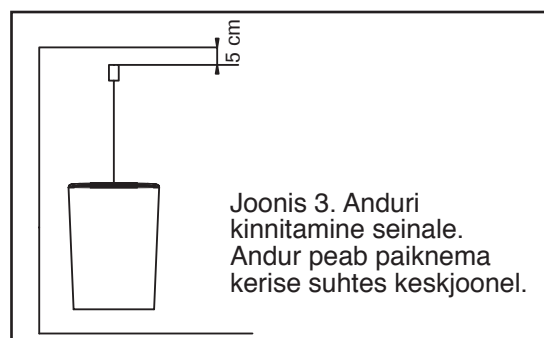 5 cm
Joonis 3. Anduri
kinnitamine seinale.
Andur peab paiknema
kerise suhtes keskjoonel.